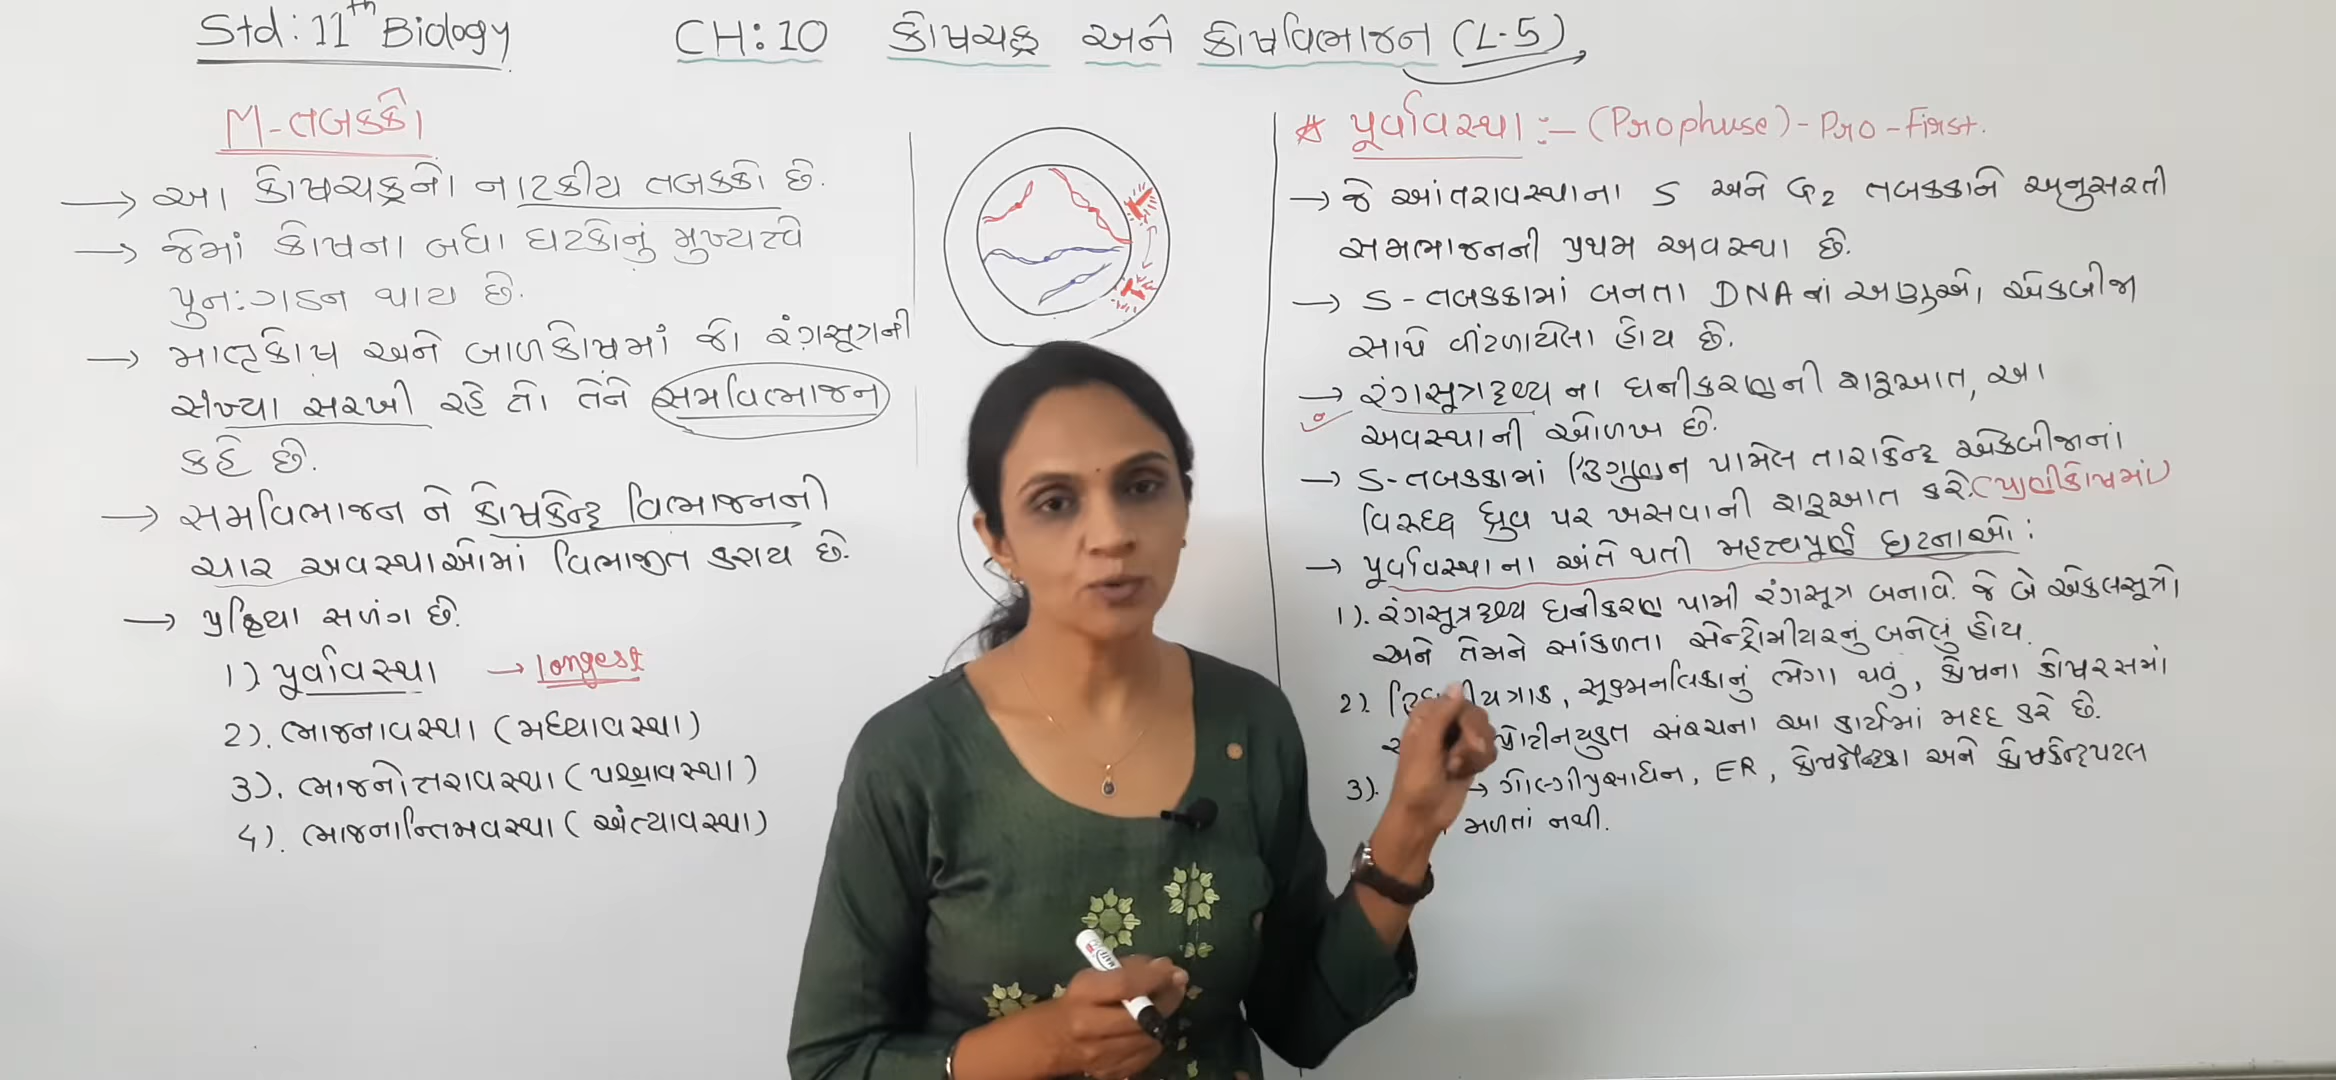 Std: 11th Biology
CH: 10 કોષચક્ર અને કોષવિભાજન (L-5)
M-તબક્કો
→ આ કોષચક્રનો નાટકીય તબક્કો છે.
→ જેમાં કોષના બધા ઘટકોનું મુખ્યત્વે
પુનઃગઠન થાય છે.
→ માતૃકોષ અને બાળકોષમાં જો રંગસૂત્રની
સંખ્યા સરખી રહે તો તેને સમવિભાજન
કહે છે.
→ સમવિભાજન ને કોષકેન્દ્ર વિભાજનની
ચાર અવસ્થાઓમાં વિભાજીત કરાય છે.
→ પ્રક્રિયા સળંગ છે.
1) પૂર્વાવસ્થા → longest
2). ભાજનાવસ્થા (મધ્યાવસ્થા)
3). ભાજનોત્તરાવસ્થા (પશ્ચાવસ્થા)
4). ભાજનાન્તિમવસ્થા (અંત્યાવસ્થા)
* પૂર્વાવસ્થા :- (Prophase) - Pro - First.
→ જે આંતરાવસ્થાના S અને G2 તબક્કાને અનુસરતી
સમભાજનની પ્રથમ અવસ્થા છે.
→ S - તબક્કામાં બનતા DNA નાં અણુઓ એકબીજા
સાથે વીંટળાયેલા હોય છે.
→ રંગસૂત્રદ્રવ્ય ના ઘનીકરણની શરૂઆત, આ
અવસ્થાની ઓળખ છે.
→ S-તબક્કામાં દ્વિગુણન પામેલ તારાકેન્દ્ર એકબીજાનાં
વિરુધ્ધ ધ્રુવ પર ખસવાની શરૂઆત કરે. (પ્રાણીકોષમાં)
→ પૂર્વાવસ્થાના અંતે થતી મહત્ત્વપૂર્ણ ઘટનાઓ :
1). રંગસૂત્રદ્રવ્ય ઘનીકરણ પામી રંગસૂત્ર બનાવે. જે બે એકલસૂત્રો
અને તેમને સાંકળતા સેન્ટ્રોમીયરનું બનેલું હોય.
2). ત્રાક, સૂક્ષ્મનલિકાનું ભેગા થવું, કોષના કોષરસમાં
પ્રોટીનયુક્ત સંરચના આ કાર્યમાં મદદ કરે છે.
3). → ગોલ્ગીપ્રસાધન, ER, કોષકેન્દ્રિકા અને કોષકેન્દ્રપટલ
મળતાં નથી.